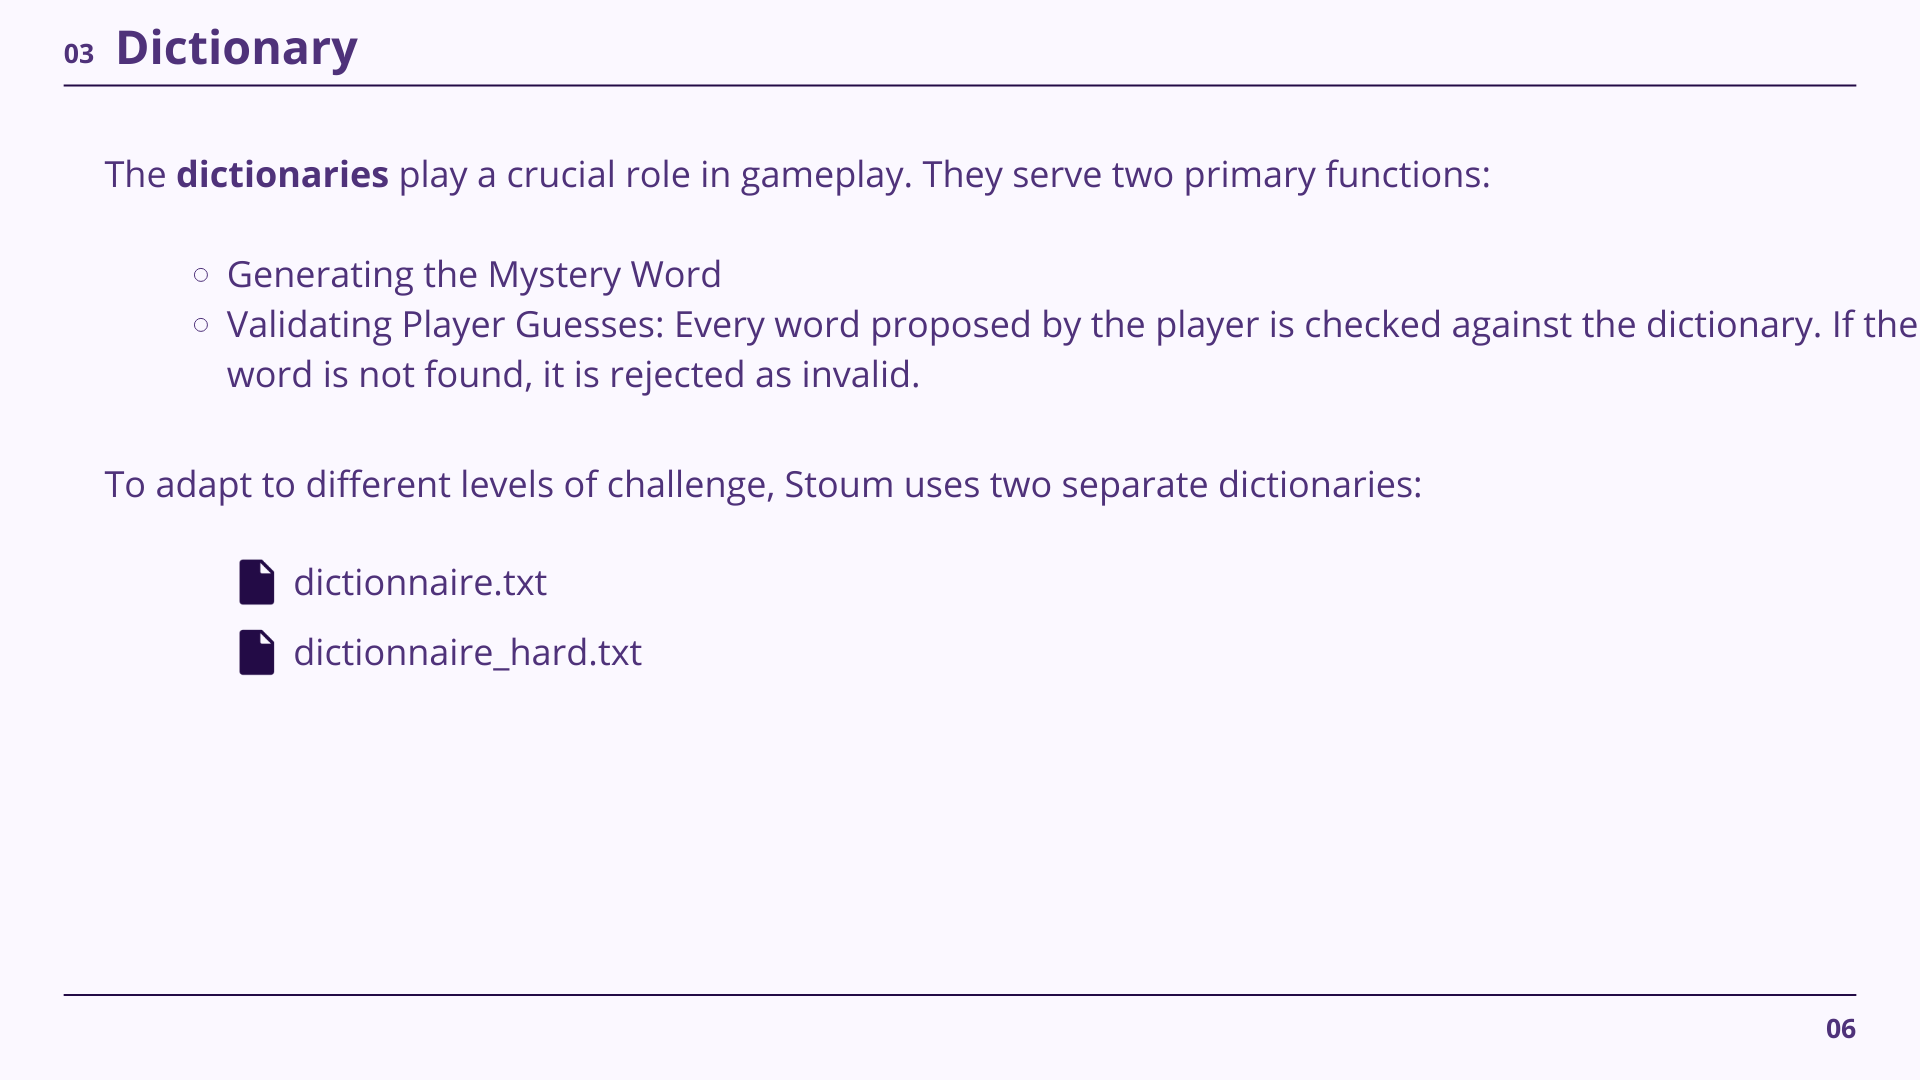 03 Dictionary
The dictionaries play a crucial role in gameplay. They serve two primary functions:
Generating the Mystery Word
Validating Player Guesses: Every word proposed by the player is checked against the dictionary. If the
word is not found, it is rejected as invalid.
To adapt to different levels of challenge, Stoum uses two separate dictionaries:
dictionnaire.txt
dictionnaire_hard.txt
06